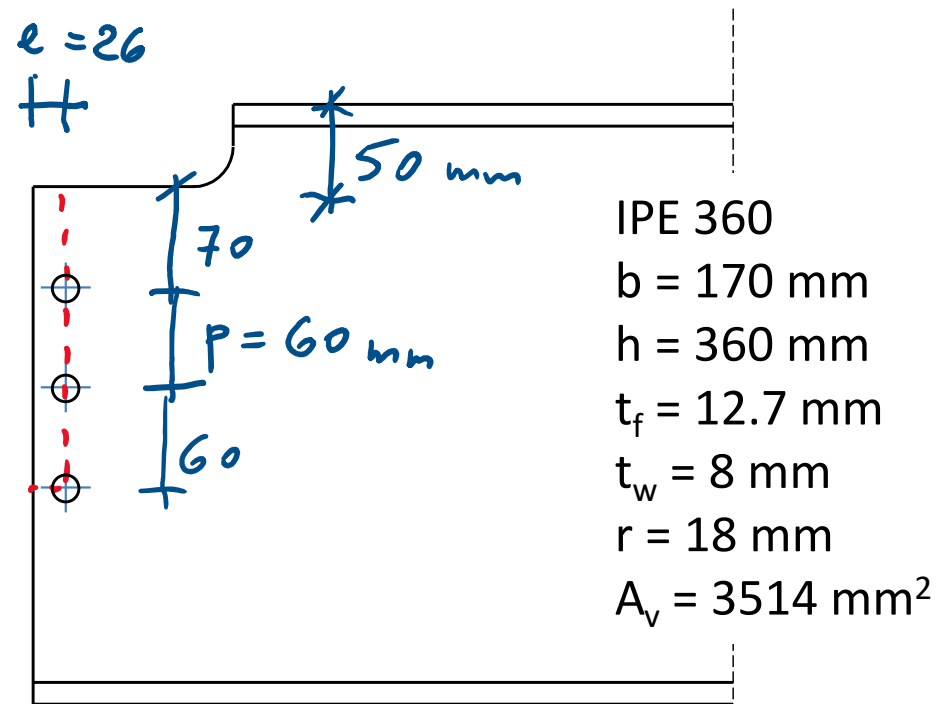 e = 26
50 mm
70
p = 60 mm
60
IPE 360
b = 170 mm
h = 360 mm
t_f = 12.7 mm
t_w = 8 mm
r = 18 mm
A_v = 3514 mm²